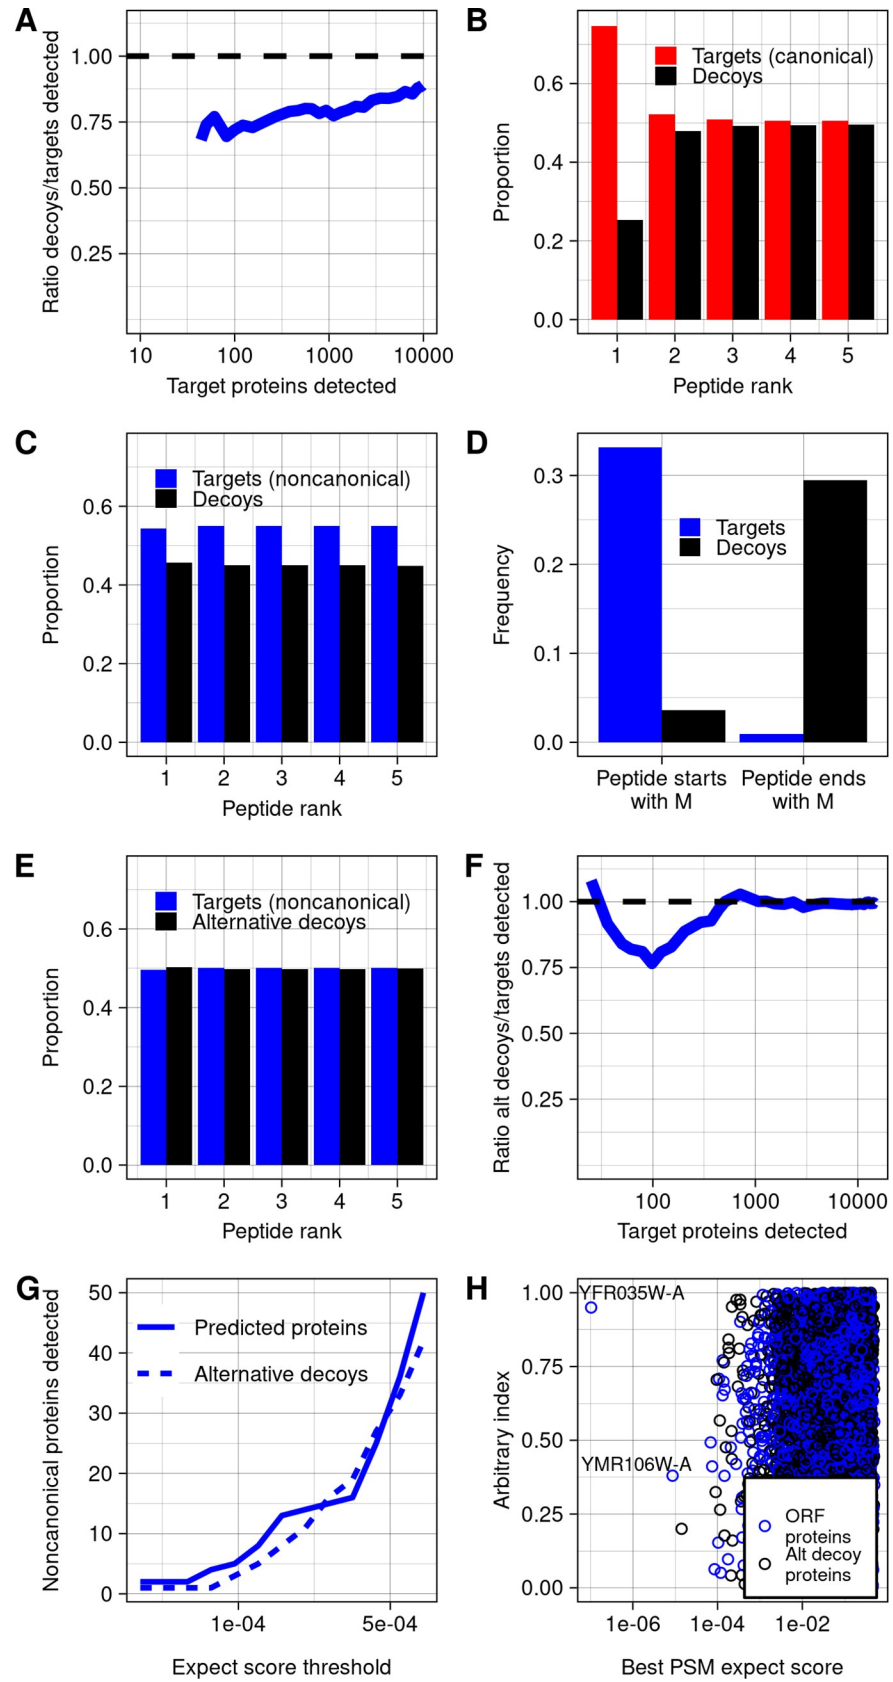 A
Ratio decoys/targets detected
1.00
0.75
0.50
0.25
10
100
1000
10000
Target proteins detected
B
Proportion
0.6
0.4
0.2
0.0
Targets (canonical)
Decoys
1
2
3
4
5
Peptide rank
C
Proportion
0.6
0.4
0.2
0.0
Targets (noncanonical)
Decoys
1
2
3
4
5
Peptide rank
D
Frequency
0.3
0.2
0.1
0.0
Targets
Decoys
Peptide starts
with M
Peptide ends
with M
E
Proportion
0.6
0.4
0.2
0.0
Targets (noncanonical)
Alternative decoys
1
2
3
4
5
Peptide rank
F
Ratio alt decoys/targets detected
1.00
0.75
0.50
0.25
100
1000
10000
Target proteins detected
G
Noncanonical proteins detected
50
40
30
20
10
0
Predicted proteins
Alternative decoys
1e-04
5e-04
Expect score threshold
H
Arbitrary index
1.00
0.75
0.50
0.25
0.00
YFR035W-A
YMR106W-A
ORF
proteins
Alt decoy
proteins
1e-06
1e-04
1e-02
Best PSM expect score